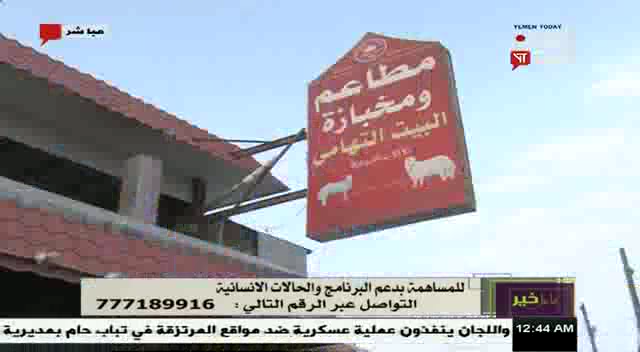 مباشر
YEMEN TODAY
مطاعم
ومخبازة
البيت التهامي
للمساهمة بدعم البرنامج والحالات الانسانية
التواصل عبر الرقم التالي : 777189916
خير
واللجان ينفذون عملية عسكرية ضد مواقع المرتزقة في تباب حام بمديرية
12:44 AM